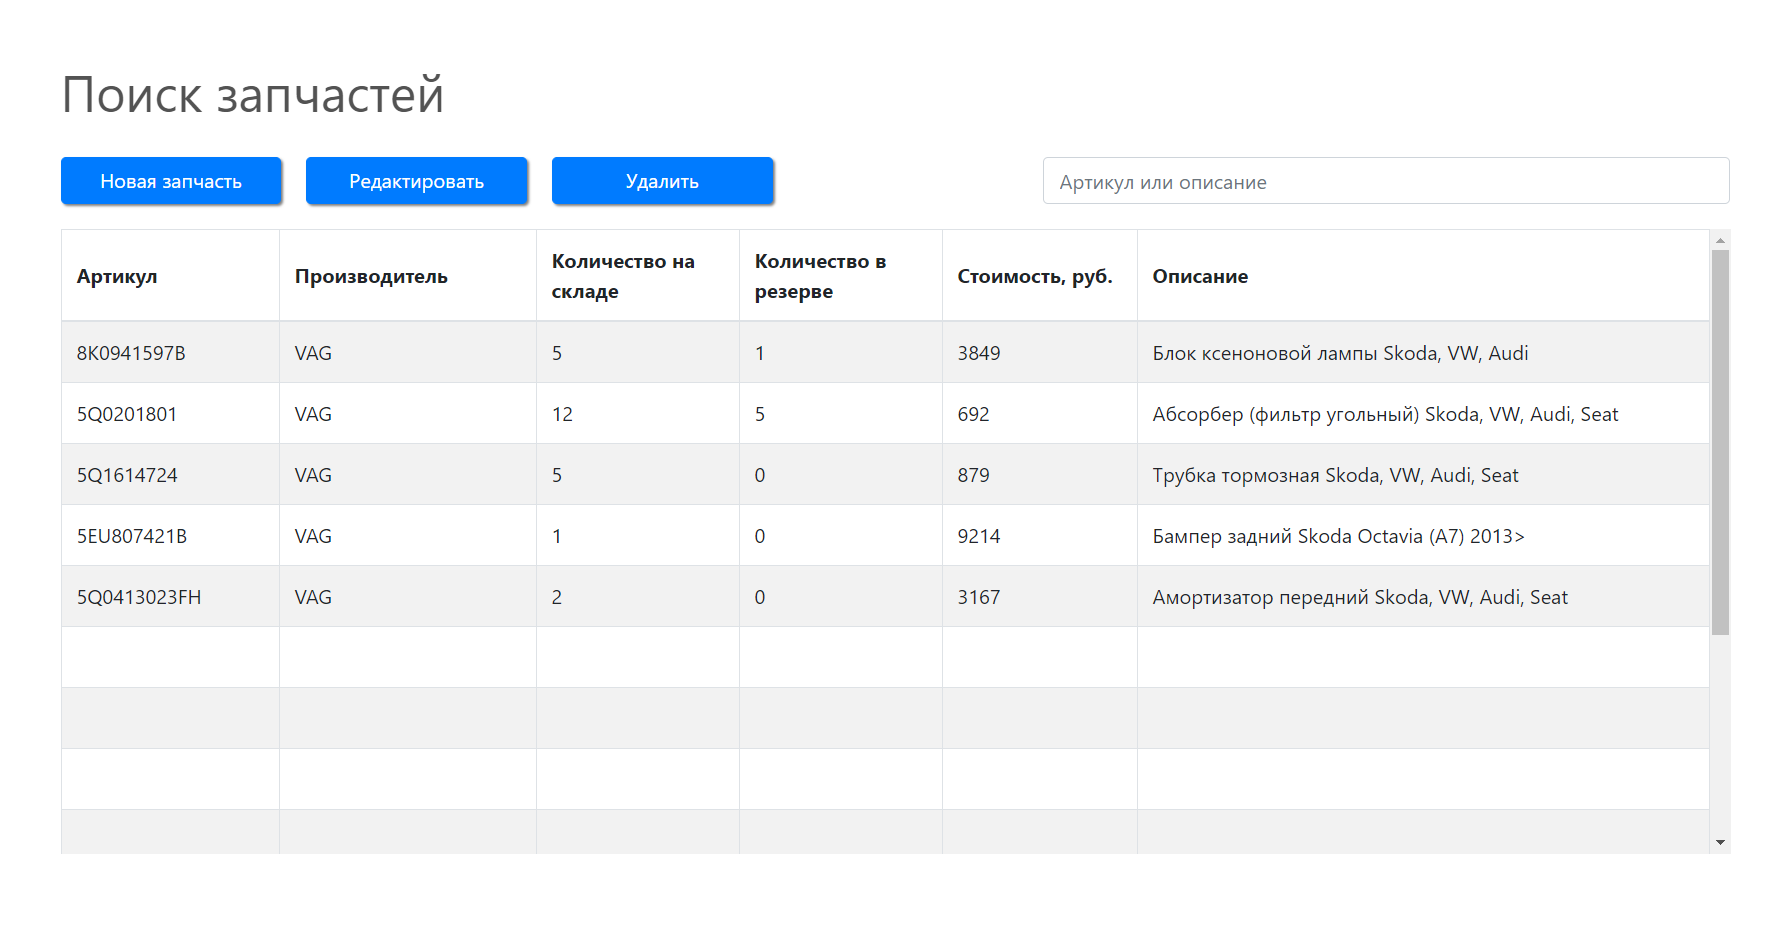 Поиск запчастей
Новая запчасть Редактировать Удалить Артикул или описание
Артикул Производитель Количество на складе Количество в резерве Стоимость, руб. Описание
8K0941597B VAG 5 1 3849 Блок ксеноновой лампы Skoda, VW, Audi
5Q0201801 VAG 12 5 692 Абсорбер (фильтр угольный) Skoda, VW, Audi, Seat
5Q1614724 VAG 5 0 879 Трубка тормозная Skoda, VW, Audi, Seat
5EU807421B VAG 1 0 9214 Бампер задний Skoda Octavia (A7) 2013>
5Q0413023FH VAG 2 0 3167 Амортизатор передний Skoda, VW, Audi, Seat